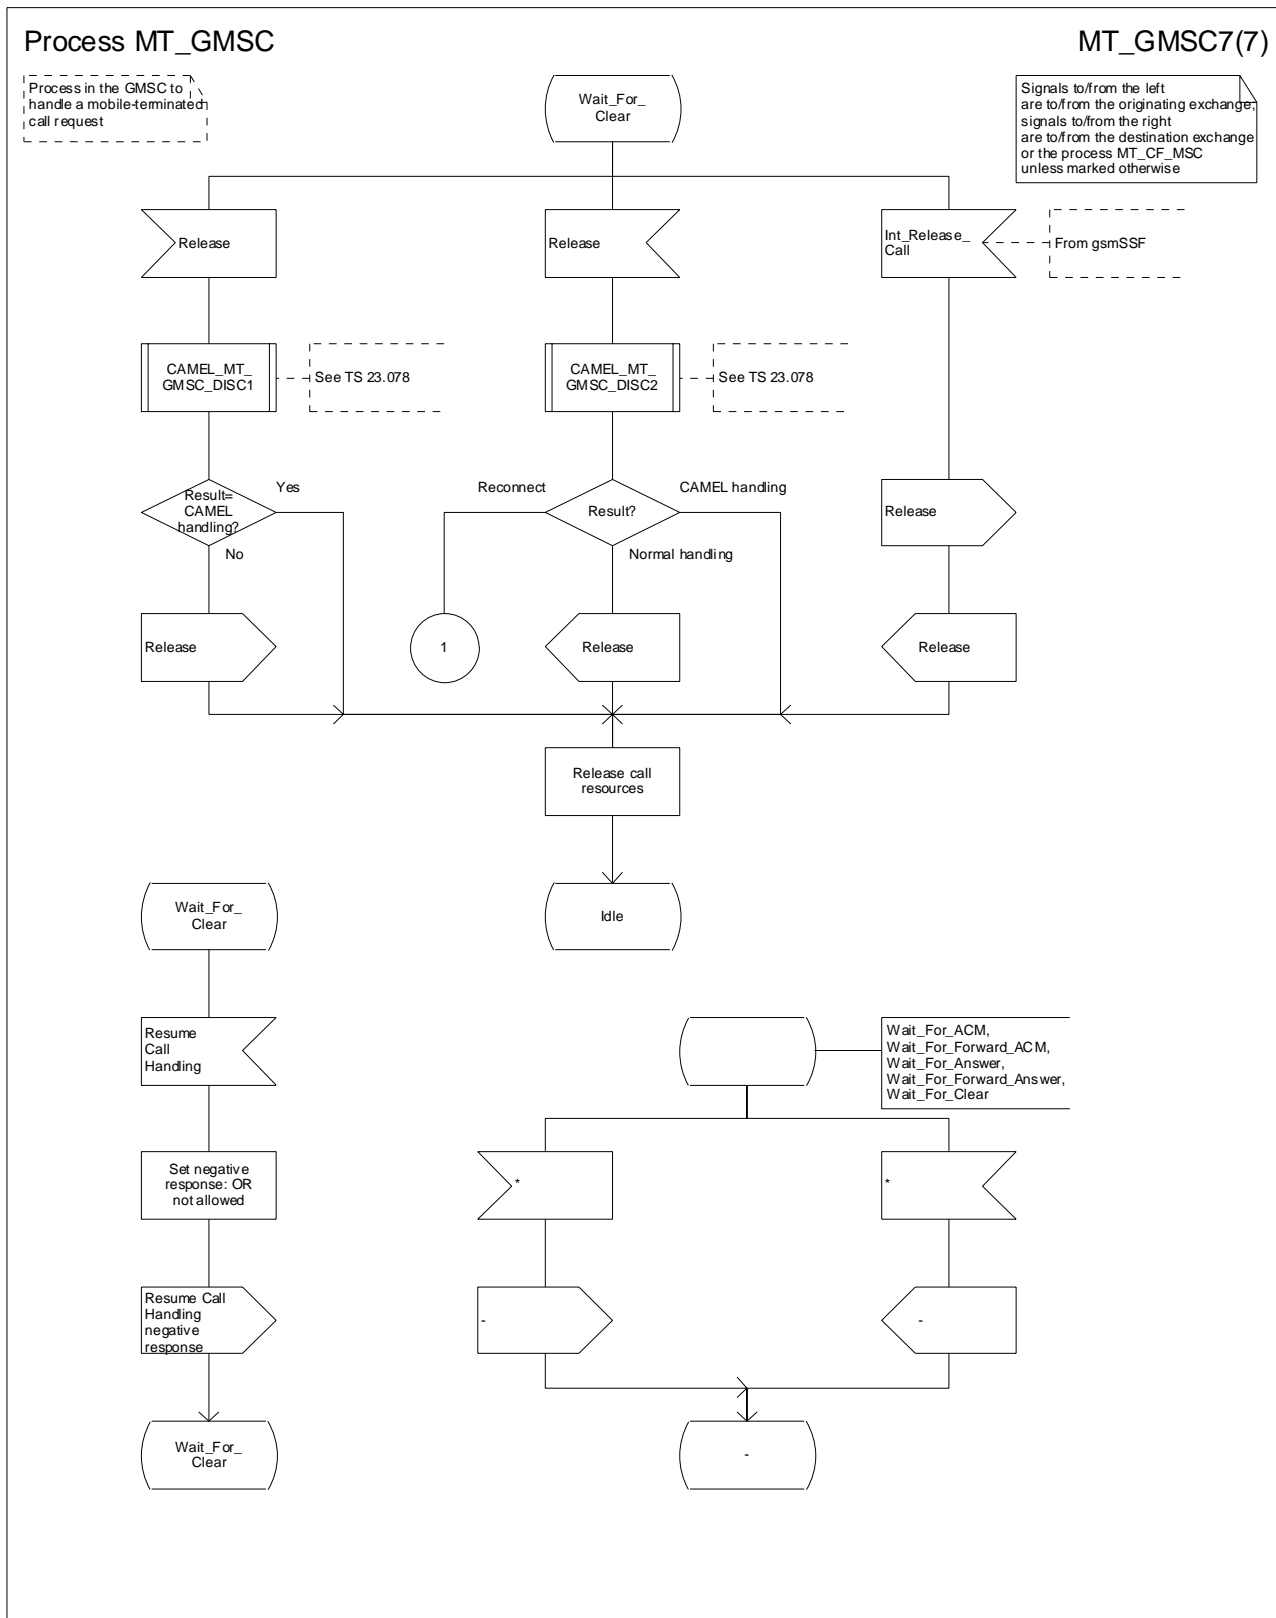 Process MT_GMSC
MT_GMSC7(7)
Process in the GMSC to
handle a mobile-terminated
call request
Wait_For_
Clear
Signals to/from the left
are to/from the originating exchange;
signals to/from the right
are to/from the destination exchange
or the process MT_CF_MSC
unless marked otherwise
Release
Release
Int_Release_
Call
From gsmSSF
CAMEL_MT_
GMSC_DISC1
See TS 23.078
CAMEL_MT_
GMSC_DISC2
See TS 23.078
Result=
CAMEL
handling?
Yes
No
Reconnect
Result?
CAMEL handling
Normal handling
Release
Release
1
Release
Release
Release call
resources
Idle
Wait_For_
Clear
Resume
Call
Handling
Set negative
response: OR
not allowed
Resume Call
Handling
negative
response
Wait_For_
Clear
Wait_For_ACM,
Wait_For_Forward_ACM,
Wait_For_Answer,
Wait_For_Forward_Answer,
Wait_For_Clear
*
*
-
-
-